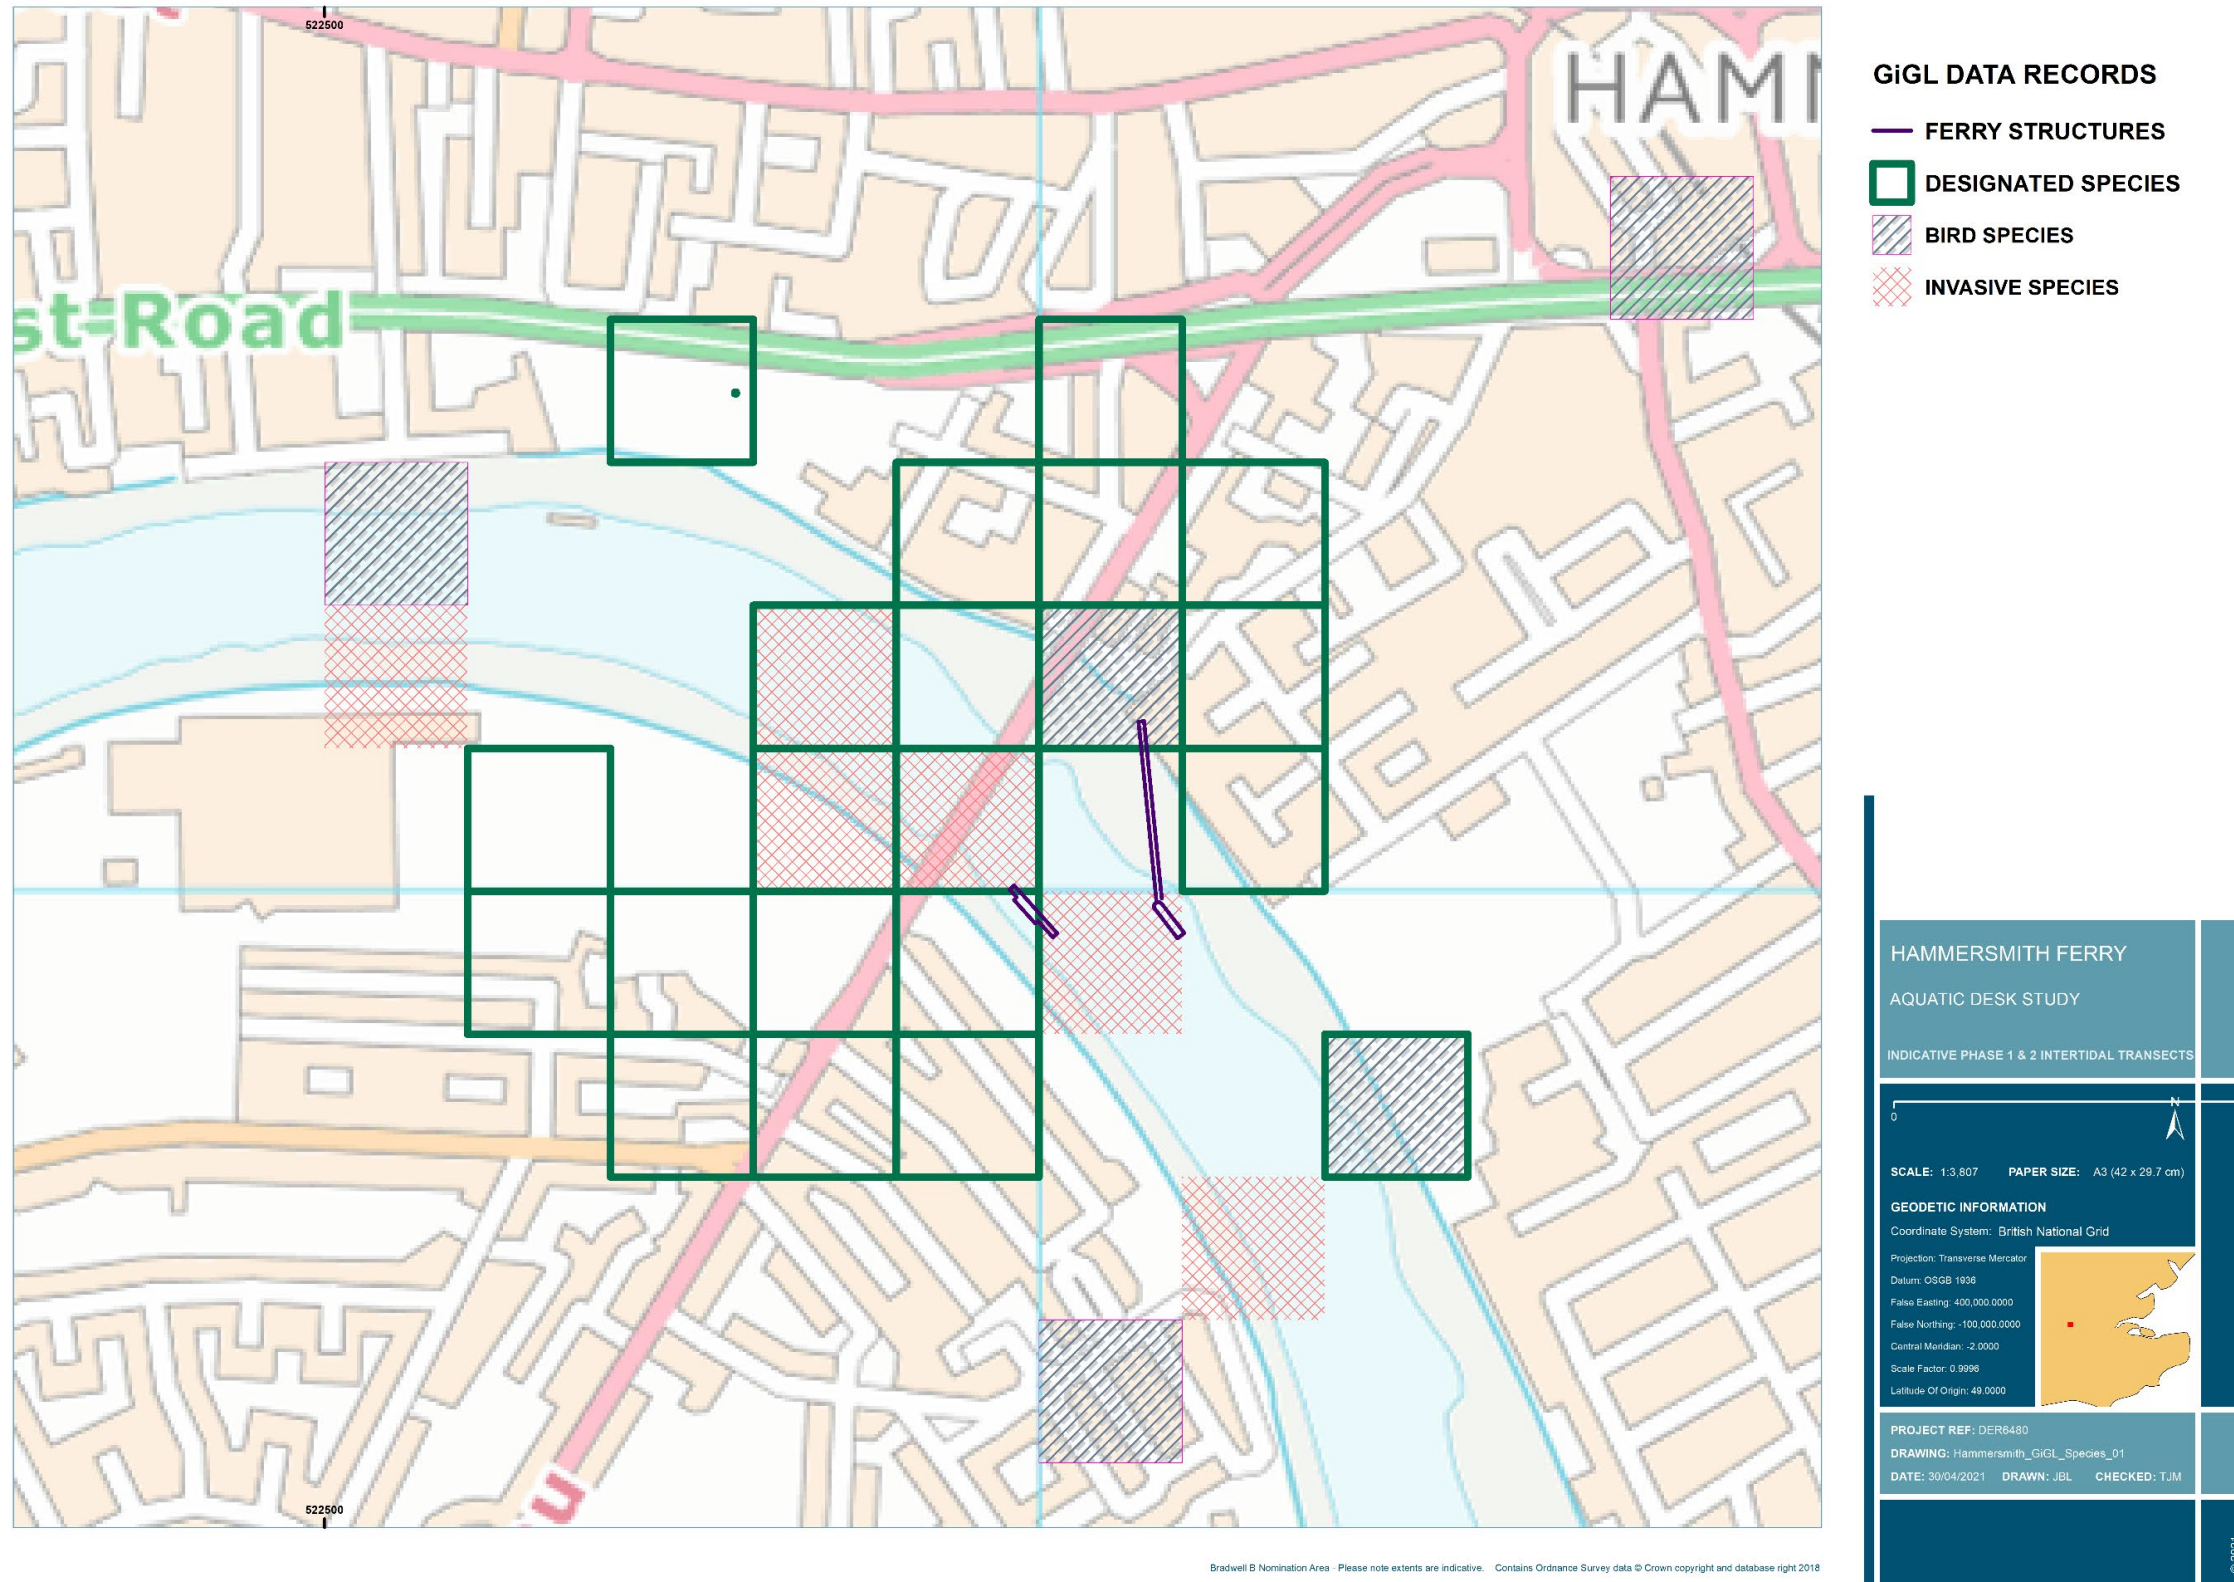 522500
HAMM
st Road
u
522500
GiGL DATA RECORDS
FERRY STRUCTURES
DESIGNATED SPECIES
BIRD SPECIES
INVASIVE SPECIES
HAMMERSMITH FERRY
AQUATIC DESK STUDY
INDICATIVE PHASE 1 & 2 INTERTIDAL TRANSECTS
0
N
SCALE: 1:3,807 PAPER SIZE: A3 (42 x 29.7 cm)
GEODETIC INFORMATION
Coordinate System: British National Grid
Projection: Transverse Mercator
Datum: OSGB 1936
False Easting: 400,000.0000
False Northing: -100,000.0000
Central Meridian: -2.0000
Scale Factor: 0.9996
Latitude Of Origin: 49.0000
PROJECT REF: DER6480
DRAWING: Hammersmith_GiGL_Species_01
DATE: 30/04/2021 DRAWN: JBL CHECKED: TJM
Bradwell B Nomination Area - Please note extents are indicative. Contains Ordnance Survey data © Crown copyright and database right 2018